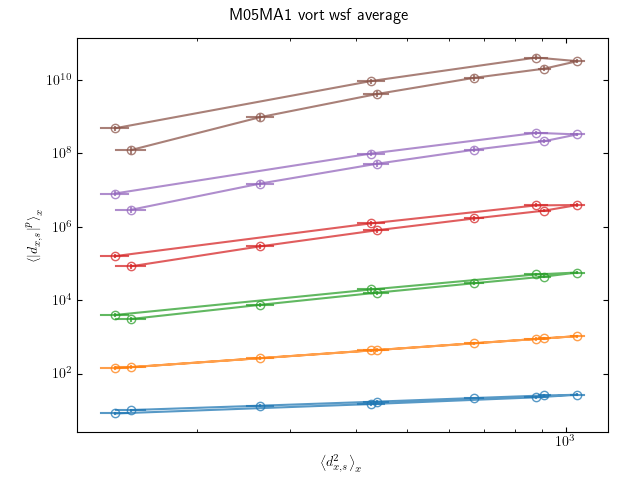 M05MA1 vort wsf average
10^{10}
10^{8}
10^{6}
10^{4}
10^{2}
⟨|d_{x,s}|^p⟩_x
10^3
⟨d_{x,s}^2⟩_x